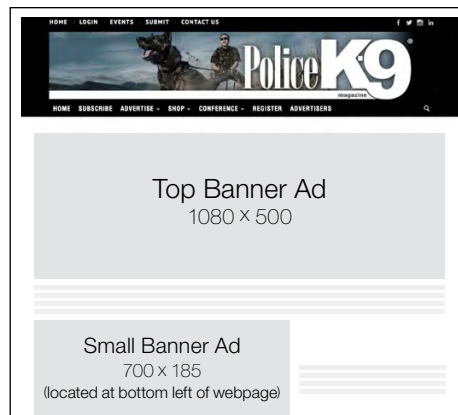 HOME LOGIN EVENTS SUBMIT CONTACT US
Police K-9®
magazine
HOME SUBSCRIBE ADVERTISE SHOP CONFERENCE REGISTER ADVERTISERS
Top Banner Ad
1080 x 500
Small Banner Ad
700 x 185
(located at bottom left of webpage)